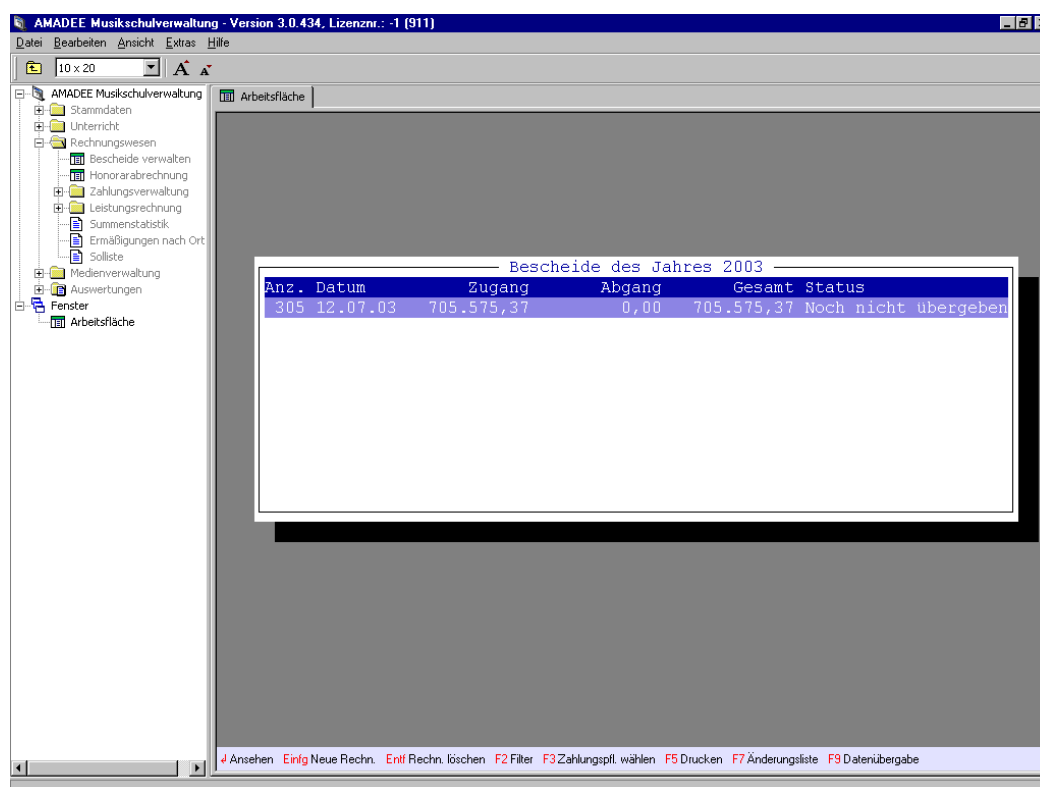 AMADEE Musikschulverwaltung - Version 3.0.434, Lizenznr.: -1 (911)
Datei Bearbeiten Ansicht Extras Hilfe
10 x 20 A A
AMADEE Musikschulverwaltung
Stammdaten
Unterricht
Rechnungswesen
Bescheide verwalten
Honorarabrechnung
Zahlungsverwaltung
Leistungsrechnung
Summenstatistik
Ermäßigungen nach Ort
Solliste
Medienverwaltung
Auswertungen
Fenster
Arbeitsfläche
Arbeitsfläche
Bescheide des Jahres 2003
Anz. Datum Zugang Abgang Gesamt Status
305 12.07.03 705.575,37 0,00 705.575,37 Noch nicht übergeben
↲ Ansehen Einfg Neue Rechn. Entf Rechn. löschen F2 Filter F3 Zahlungspfl. wählen F5 Drucken F7 Änderungsliste F9 Datenübergabe